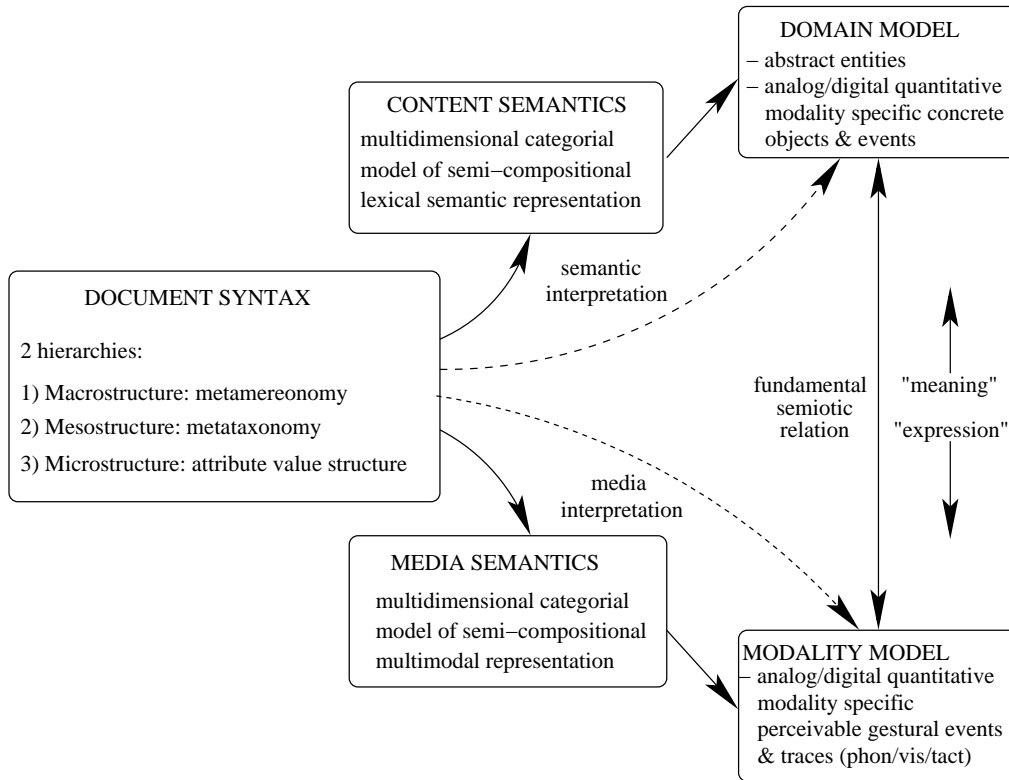 DOMAIN MODEL
– abstract entities
– analog/digital quantitative
modality specific concrete
objects & events
CONTENT SEMANTICS
multidimensional categorial
model of semi–compositional
lexical semantic representation
semantic
interpretation
DOCUMENT SYNTAX
2 hierarchies:
1) Macrostructure: metamereonomy
2) Mesostructure: metataxonomy
3) Microstructure: attribute value structure
fundamental
semiotic
relation
"meaning"
"expression"
media
interpretation
MEDIA SEMANTICS
multidimensional categorial
model of semi–compositional
multimodal representation
MODALITY MODEL
– analog/digital quantitative
modality specific
perceivable gestural events
& traces (phon/vis/tact)